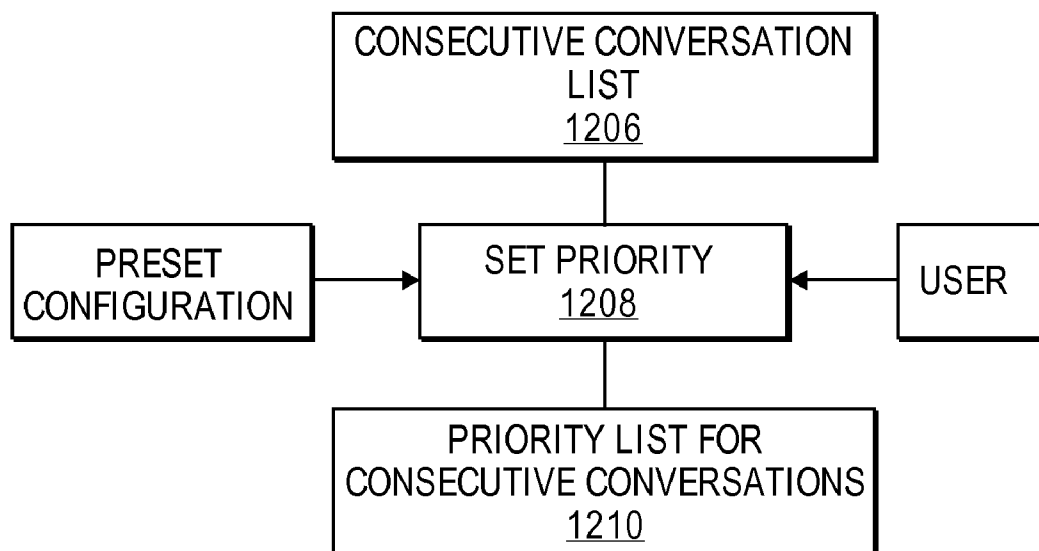 CONSECUTIVE CONVERSATION
LIST
1206
PRESET
CONFIGURATION
SET PRIORITY
1208
USER
PRIORITY LIST FOR
CONSECUTIVE CONVERSATIONS
1210